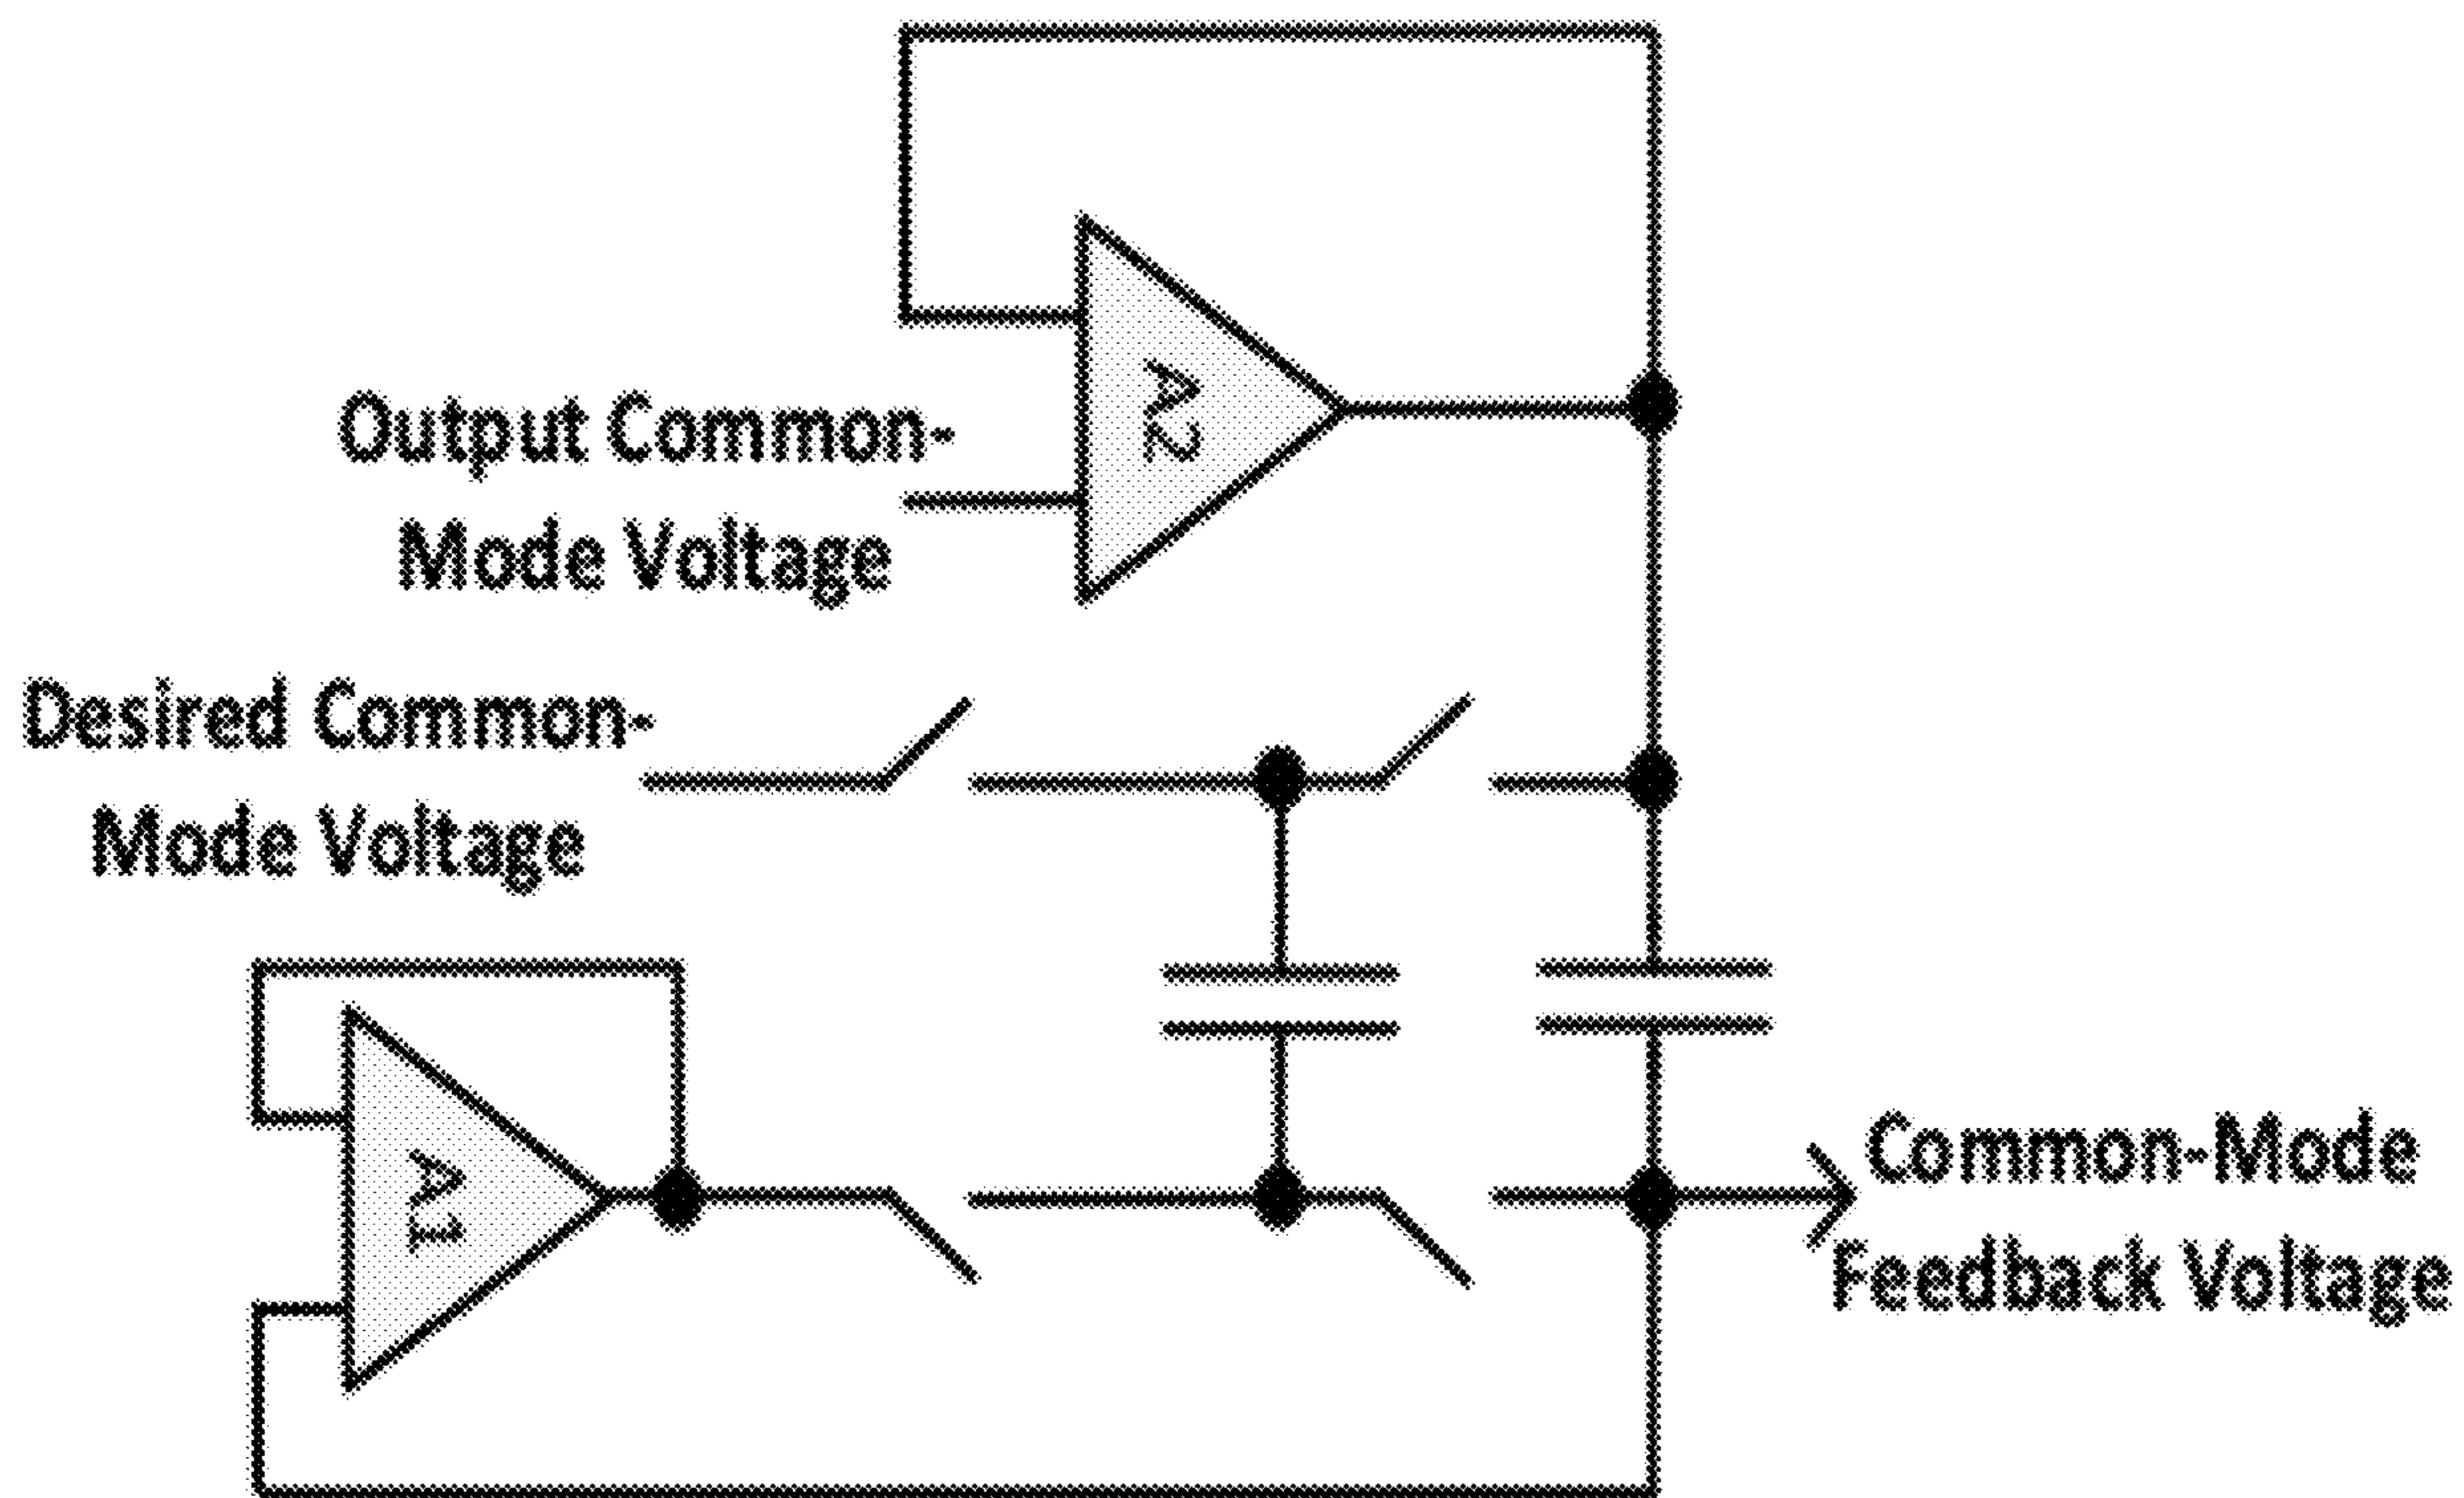 A2
Output Common-
Mode Voltage
Desired Common-
Mode Voltage
A1
Common-Mode
Feedback Voltage